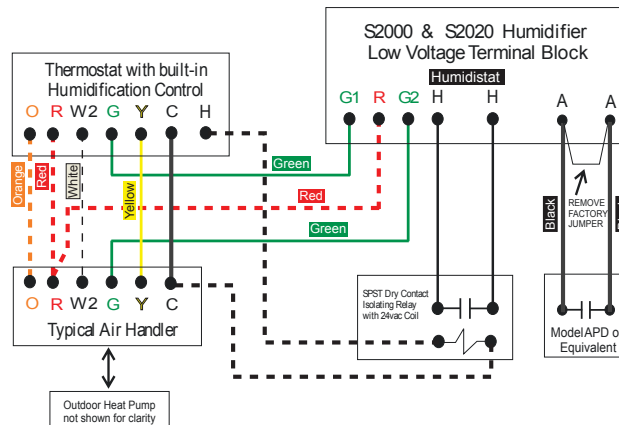 S2000 & S2020 Humidifier
Low Voltage Terminal Block
Humidistat
G1 R G2 H H A A
Thermostat with built-in
Humidification Control
O R W2 G Y C H
Green
Red
Green
Orange
Red
White
Yellow
Black
REMOVE
FACTORY
JUMPER
O R W2 G Y C
Typical Air Handler
SPST Dry Contact
Isolating Relay
with 24vac Coil
Model APD o
Equivalent
Outdoor Heat Pump
not shown for clarity